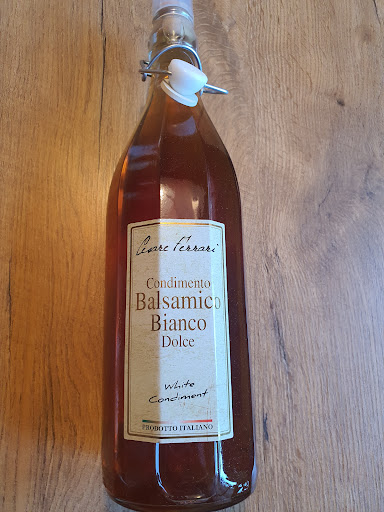 Cesare Ferrari
Condimento
Balsamico
Bianco
Dolce
White
Condiment
PRODOTTO ITALIANO